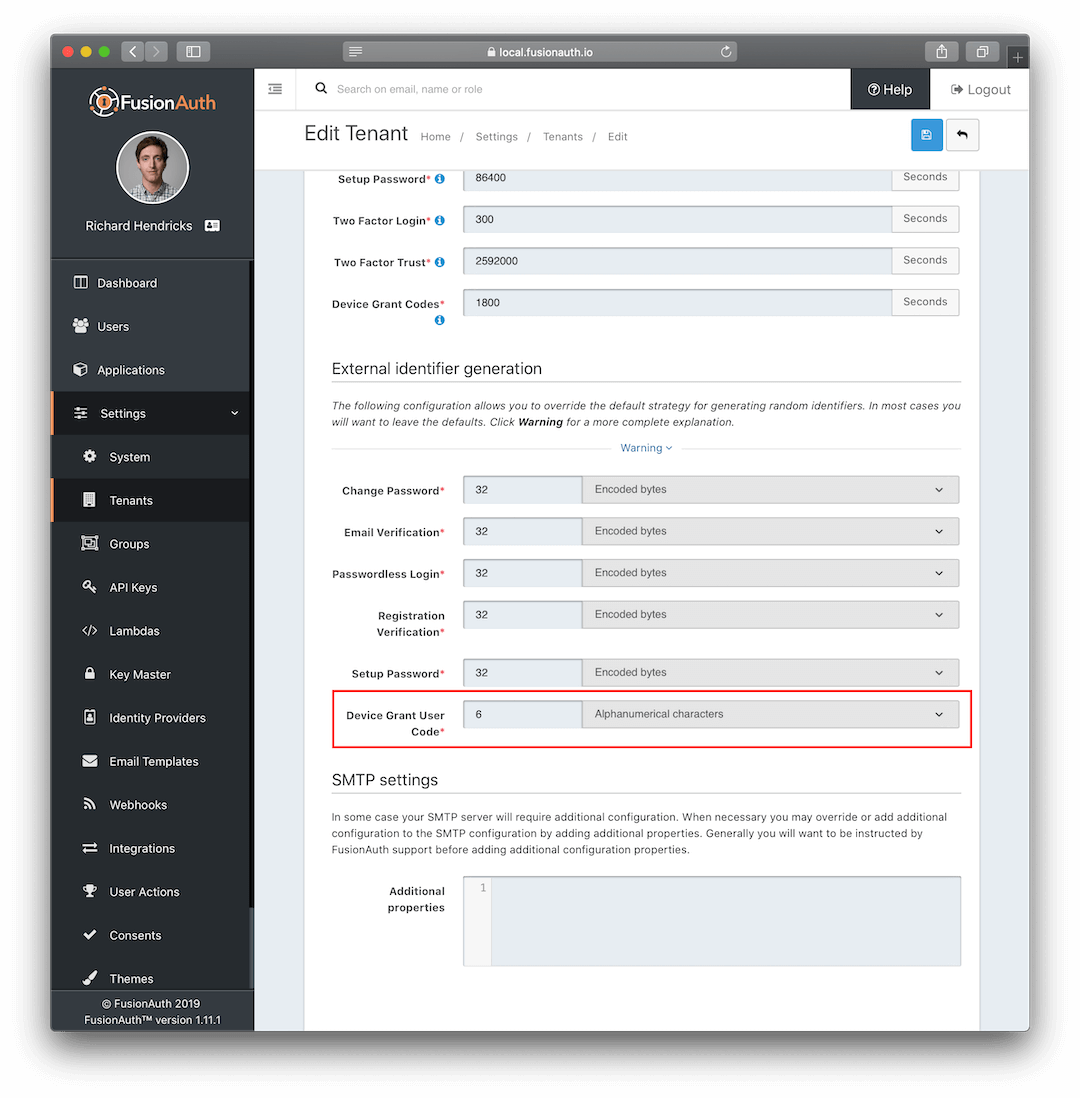 local.fusionauth.io
FusionAuth
Richard Hendricks
Dashboard
Users
Applications
Settings
System
Tenants
Groups
API Keys
Lambdas
Key Master
Identity Providers
Email Templates
Webhooks
Integrations
User Actions
Consents
Themes
© FusionAuth 2019
FusionAuth™ version 1.11.1
Search on email, name or role
Help
Logout
Edit Tenant Home / Settings / Tenants / Edit
Setup Password* 86400 Seconds
Two Factor Login* 300 Seconds
Two Factor Trust* 2592000 Seconds
Device Grant Codes* 1800 Seconds
External identifier generation
The following configuration allows you to override the default strategy for generating random identifiers. In most cases you
will want to leave the defaults. Click Warning for a more complete explanation.
Warning
Change Password* 32 Encoded bytes
Email Verification* 32 Encoded bytes
Passwordless Login* 32 Encoded bytes
Registration 32 Encoded bytes
Verification*
Setup Password* 32 Encoded bytes
Device Grant User 6 Alphanumerical characters
Code*
SMTP settings
In some case your SMTP server will require additional configuration. When necessary you may override or add additional
configuration to the SMTP configuration by adding additional properties. Generally you will want to be instructed by
FusionAuth support before adding additional configuration properties.
Additional 1
properties